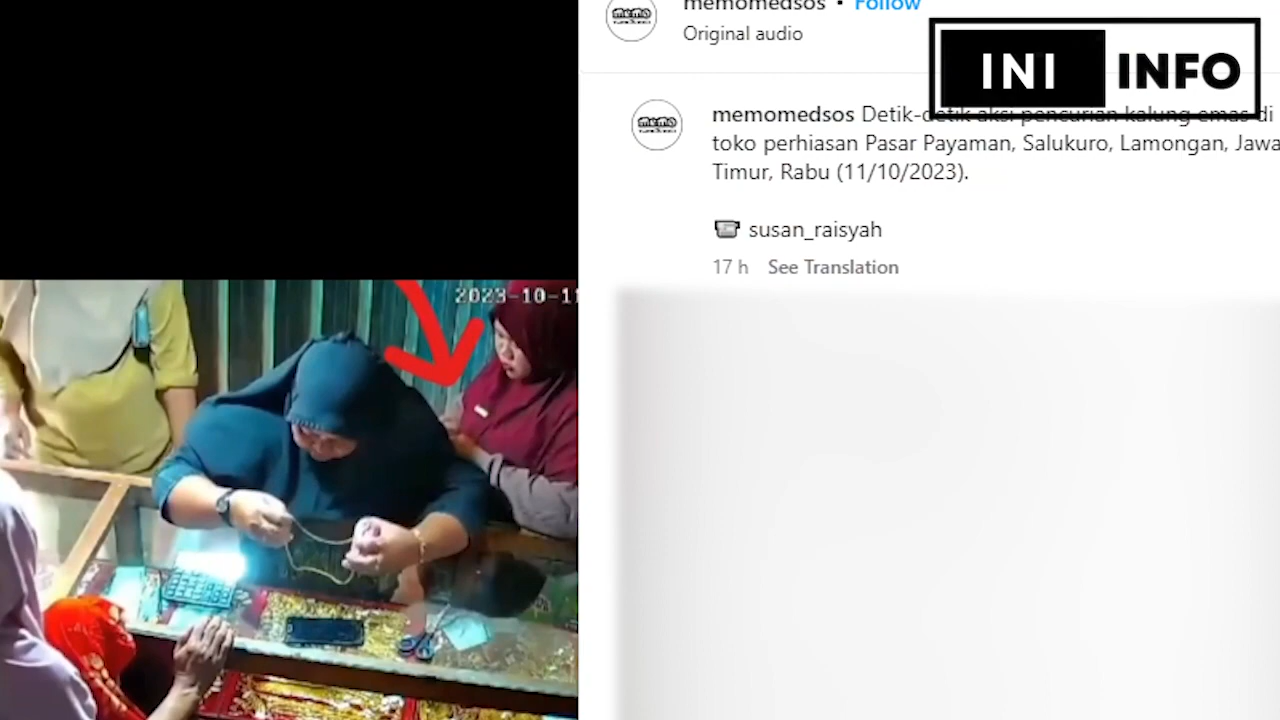 memomedsos • Follow
Original audio
INI INFO
memomedsos Detik-detik aksi pencurian kalung emas di
toko perhiasan Pasar Payaman, Salukuro, Lamongan, Jawa
Timur, Rabu (11/10/2023).
susan_raisyah
17 h See Translation
2023-10-11